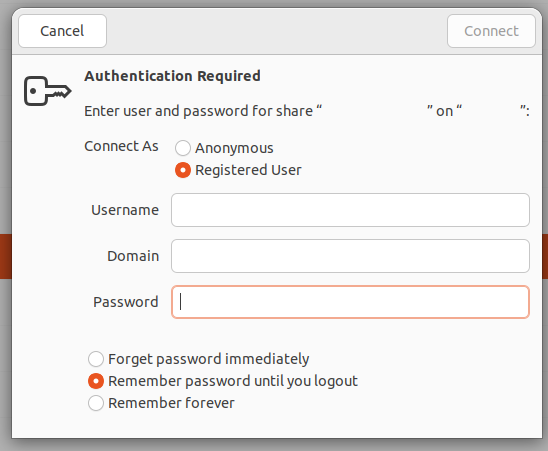 Cancel Connect
Authentication Required
Enter user and password for share “ ” on “ ”:
Connect As
Anonymous
Registered User
Username
Domain
Password
Forget password immediately
Remember password until you logout
Remember forever